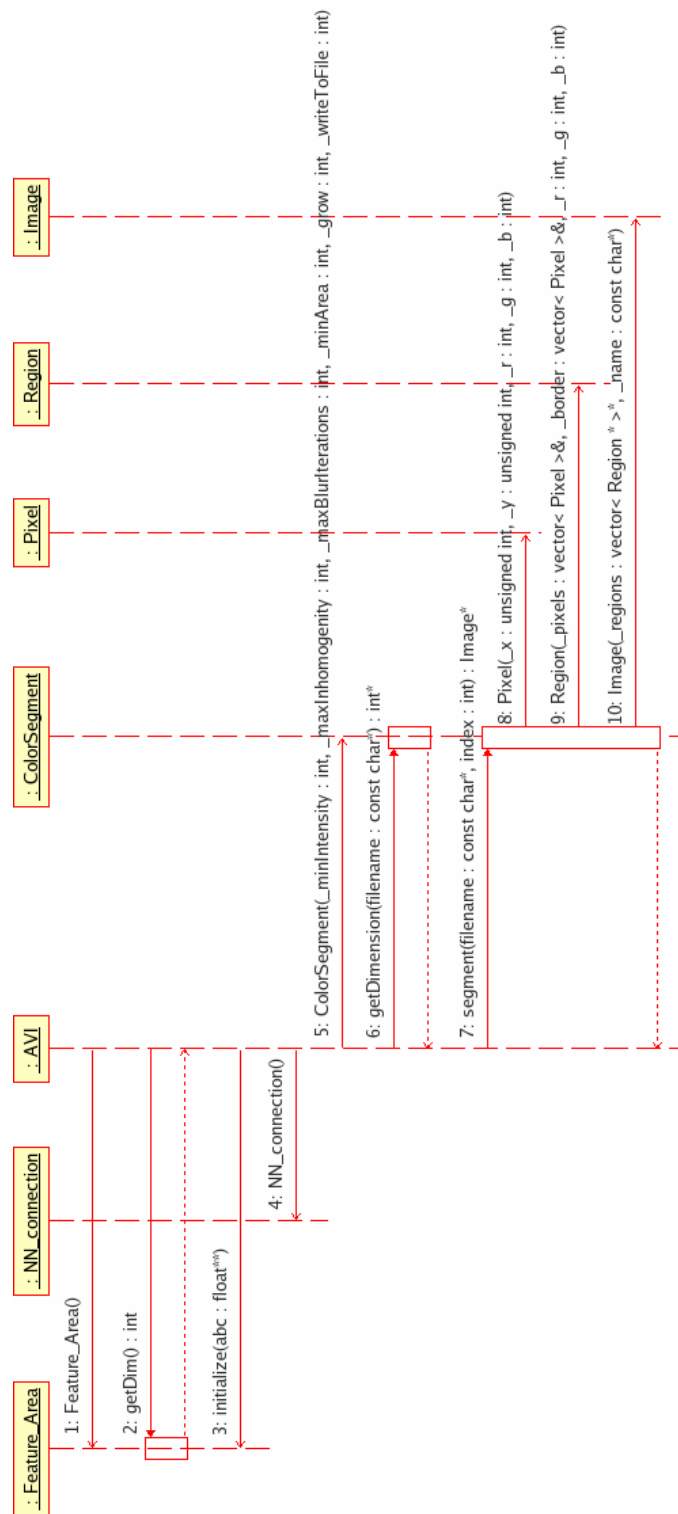 : Feature_Area
: NN_connection
: AVI
: ColorSegment
: Pixel
: Region
: Image
1: Feature_Area()
2: getDim() : int
3: initialize(abc : float**)
4: NN_connection()
5: ColorSegment(_minIntensity : int, _maxInhomogenity : int, _maxBlurIterations : int, _minArea : int, _grow : int, _writeToFile : int)
6: getDimension(filename : const char*) : int*
7: segment(filename : const char*, index : int) : Image*
8: Pixel(_x : unsigned int, _y : unsigned int, _r : int, _g : int, _b : int)
9: Region(_pixels : vector< Pixel >&, _border : vector< Pixel >&, _r : int, _g : int, _b : int)
10: Image(_regions : vector< Region * >*, _name : const char*)